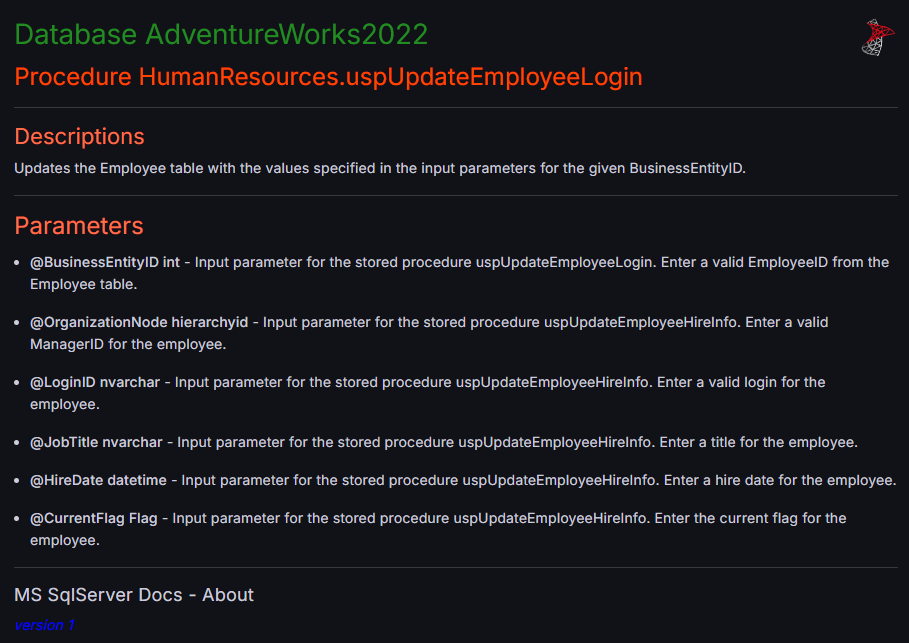 Database AdventureWorks2022
Procedure HumanResources.uspUpdateEmployeeLogin
Descriptions
Updates the Employee table with the values specified in the input parameters for the given BusinessEntityID.
Parameters
• @BusinessEntityID int - Input parameter for the stored procedure uspUpdateEmployeeLogin. Enter a valid EmployeeID from the
Employee table.
• @OrganizationNode hierarchyid - Input parameter for the stored procedure uspUpdateEmployeeHireInfo. Enter a valid
ManagerID for the employee.
• @LoginID nvarchar - Input parameter for the stored procedure uspUpdateEmployeeHireInfo. Enter a valid login for the
employee.
• @JobTitle nvarchar - Input parameter for the stored procedure uspUpdateEmployeeHireInfo. Enter a title for the employee.
• @HireDate datetime - Input parameter for the stored procedure uspUpdateEmployeeHireInfo. Enter a hire date for the employee.
• @CurrentFlag Flag - Input parameter for the stored procedure uspUpdateEmployeeHireInfo. Enter the current flag for the
employee.
MS SqlServer Docs - About
version 1